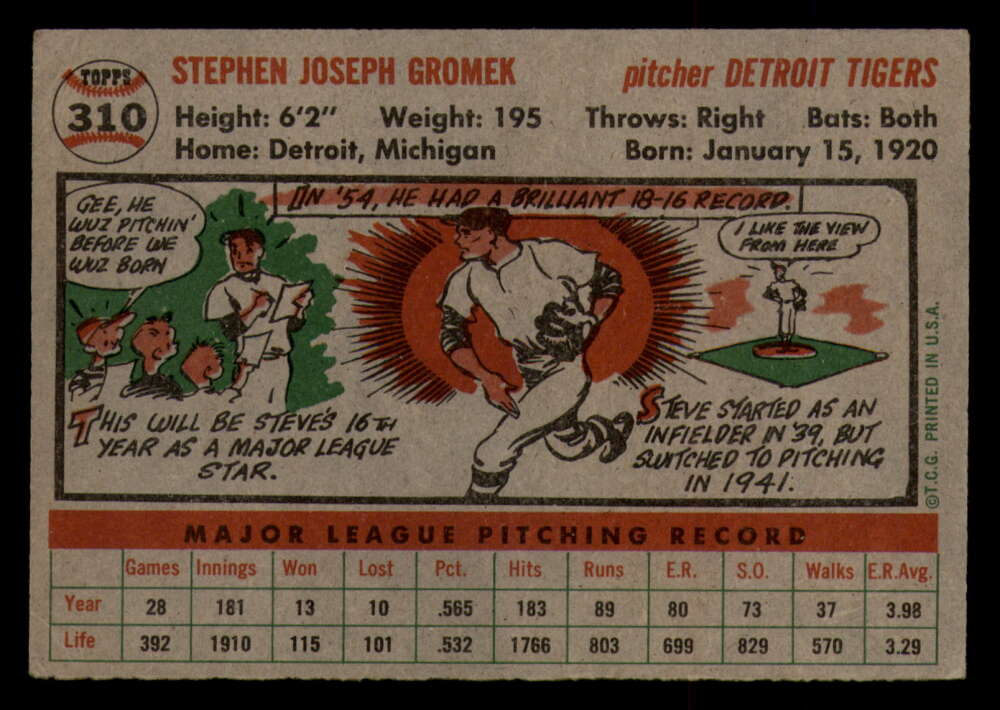 TOPPS
310
STEPHEN JOSEPH GROMEK
pitcher DETROIT TIGERS
Height: 6'2" Weight: 195 Throws: Right Bats: Both
Home: Detroit, Michigan Born: January 15, 1920
GEE, HE
WUZ PITCHIN'
BEFORE WE
WUZ BORN
IN '54, HE HAD A BRILLIANT 18-16 RECORD.
I LIKE THE VIEW
FROM HERE
THIS WILL BE STEVE'S 16TH
YEAR AS A MAJOR LEAGUE
STAR.
STEVE STARTED AS AN
INFIELDER IN '39, BUT
SWITCHED TO PITCHING
IN 1941.
©T.C.G. PRINTED IN U.S.A.
MAJOR LEAGUE PITCHING RECORD
Games Innings Won Lost Pct. Hits Runs E.R. S.O. Walks E.R.Avg.
Year 28 181 13 10 .565 183 89 80 73 37 3.98
Life 392 1910 115 101 .532 1766 803 699 829 570 3.29